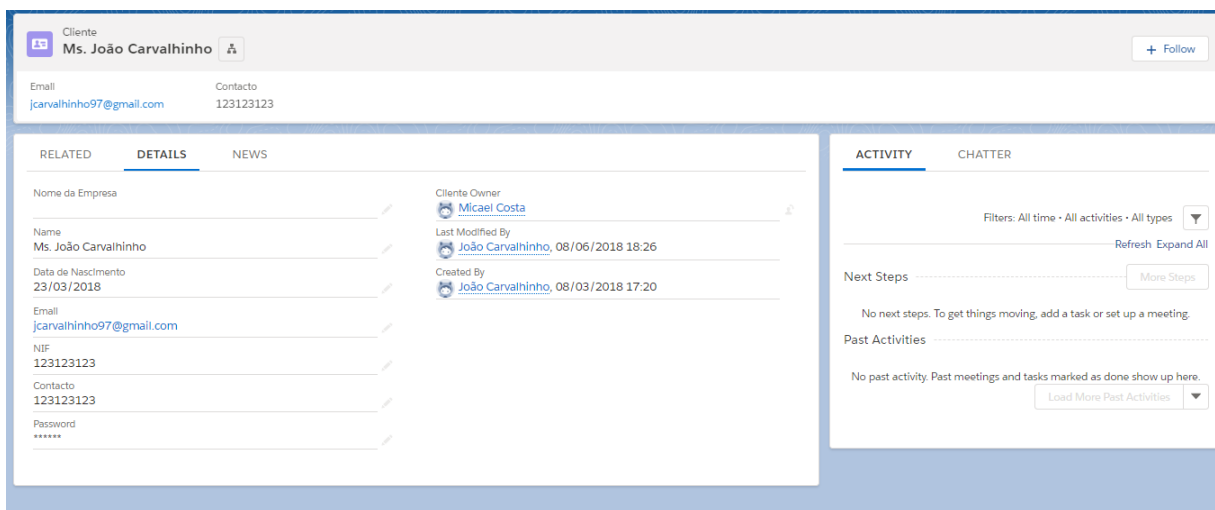 Cliente
Ms. João Carvalhinho
+ Follow
Email
Contacto
jcarvalhinho97@gmail.com
123123123
RELATED
DETAILS
NEWS
Nome da Empresa
Name
Ms. João Carvalhinho
Data de Nascimento
23/03/2018
Email
jcarvalhinho97@gmail.com
NIF
123123123
Contacto
123123123
Password
******
Cliente Owner
Micael Costa
Last Modified By
João Carvalhinho, 08/06/2018 18:26
Created By
João Carvalhinho, 08/03/2018 17:20
ACTIVITY
CHATTER
Filters: All time • All activities • All types
Refresh Expand All
Next Steps
More Steps
No next steps. To get things moving, add a task or set up a meeting.
Past Activities
No past activity. Past meetings and tasks marked as done show up here.
Load More Past Activities